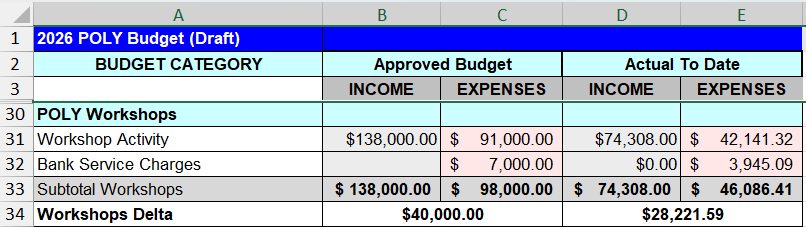 A B C D E
1 2026 POLY Budget (Draft)
2 BUDGET CATEGORY Approved Budget Actual To Date
3 INCOME EXPENSES INCOME EXPENSES
30 POLY Workshops
31 Workshop Activity $138,000.00 $ 91,000.00 $74,308.00 $ 42,141.32
32 Bank Service Charges $ 7,000.00 $0.00 $ 3,945.09
33 Subtotal Workshops $ 138,000.00 $ 98,000.00 $ 74,308.00 $ 46,086.41
34 Workshops Delta $40,000.00 $28,221.59